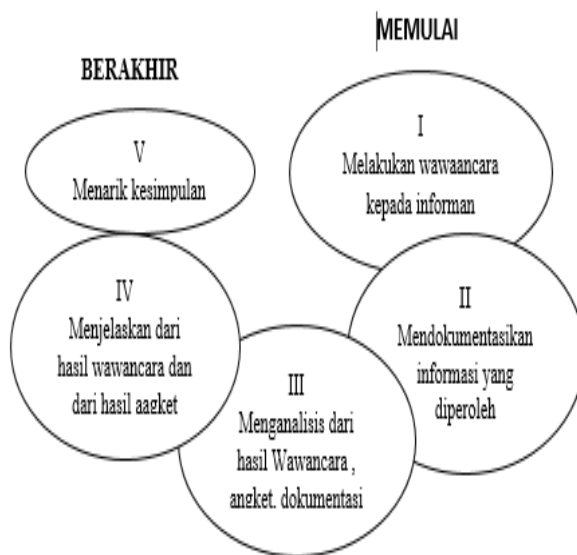 MEMULAI
BERAKHIR
I
Melakukan wawaancara
kepada informan
II
Mendokumentasikan
informasi yang
diperoleh
III
Menganalisis dari
hasil Wawancara ,
angket. dokumentasi
IV
Menjelaskan dari
hasil wawancara dan
dari hasil aagket
V
Menarik kesimpulan